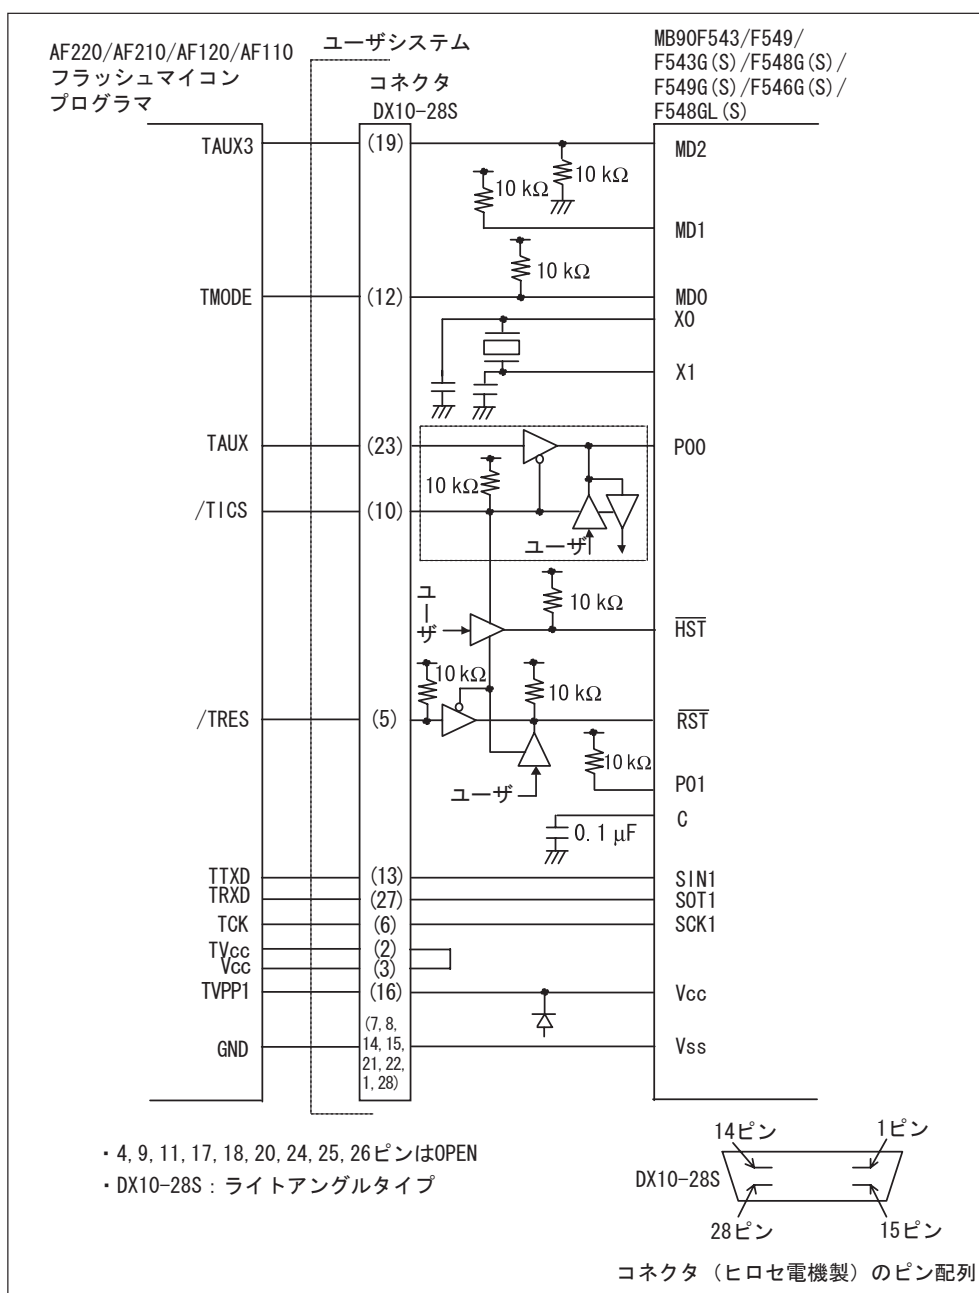 AF220/AF210/AF120/AF110
フラッシュマイコン
プログラマ
ユーザシステム
コネクタ
DX10-28S
MB90F543/F549/
F543G(S)/F548G(S)/
F549G(S)/F546G(S)/
F548GL(S)
TAUX3
(19)
MD2
10 kΩ
10 kΩ
MD1
10 kΩ
TMODE
(12)
MD0
X0
X1
TAUX
(23)
P00
10 kΩ
/TICS
(10)
ユーザ
ユーザ
10 kΩ
HST
10 kΩ
10 kΩ
/TRES
(5)
RST
10 kΩ
ユーザ
P01
C
0.1 μF
TTXD
(13)
SIN1
TRXD
(27)
SOT1
TCK
(6)
SCK1
TVcc
(2)
Vcc
(3)
TVPP1
(16)
Vcc
GND
(7, 8,
14, 15,
21, 22,
1, 28)
Vss
・4, 9, 11, 17, 18, 20, 24, 25, 26ピンはOPEN
・DX10-28S : ライトアングルタイプ
14ピン
1ピン
DX10-28S
28ピン
15ピン
コネクタ（ヒロセ電機製）のピン配列